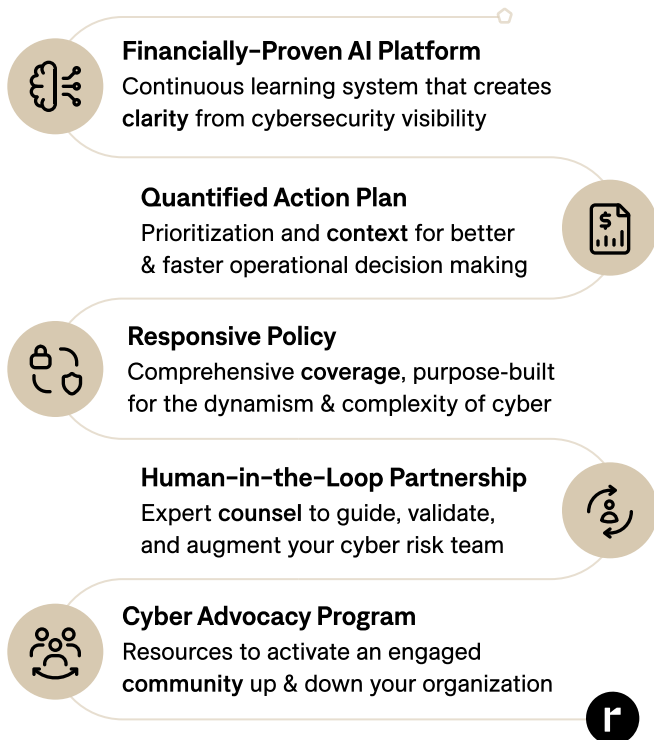 Financially-Proven AI Platform
Continuous learning system that creates
clarity from cybersecurity visibility
Quantified Action Plan
$
Prioritization and context for better
& faster operational decision making
Responsive Policy
Comprehensive coverage, purpose-built
for the dynamism & complexity of cyber
Human-in-the-Loop Partnership
Expert counsel to guide, validate,
and augment your cyber risk team
Cyber Advocacy Program
Resources to activate an engaged
community up & down your organization
r